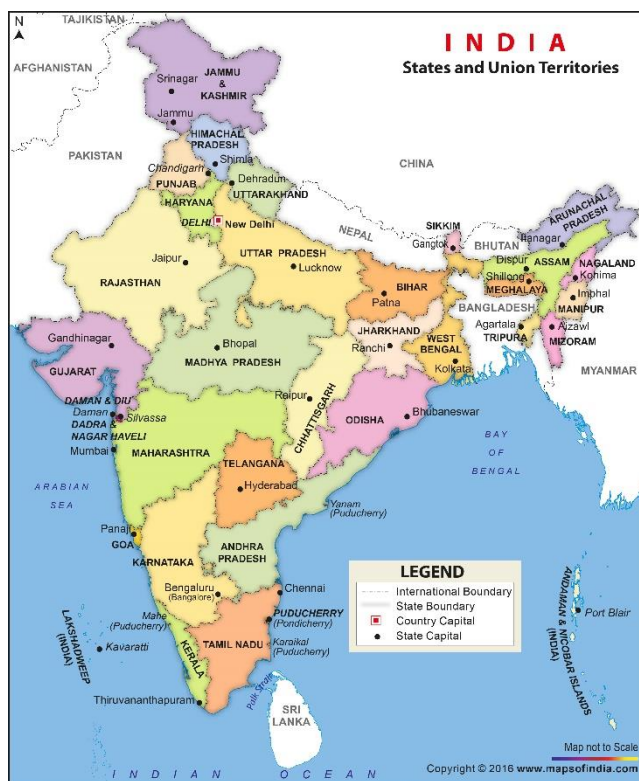 TAJIKISTAN
N
INDIA
States and Union Territories
AFGHANISTAN
JAMMU
&
KASHMIR
Srinagar
Jammu
HIMACHAL
PRADESH
Shimla
PAKISTAN
CHINA
Chandigarh
PUNJAB
Dehradun
UTTARAKHAND
HARYANA
DELHI
New Delhi
NEPAL
SIKKIM
Gangtok
BHUTAN
ARUNACHAL
PRADESH
Itanagar
Jaipur
RAJASTHAN
UTTAR PRADESH
Lucknow
BIHAR
Patna
Dispur
ASSAM
NAGALAND
Kohima
Shillong
MEGHALAYA
Imphal
MANIPUR
BANGLADESH
Agartala
TRIPURA
Aizawl
MIZORAM
MYANMAR
Gandhinagar
GUJARAT
Bhopal
MADHYA PRADESH
JHARKHAND
Ranchi
WEST
BENGAL
Kolkata
Raipur
CHHATTISGARH
ODISHA
Bhubaneswar
DAMAN & DIU
Daman
Silvassa
DADRA &
NAGAR HAVELI
Mumbai
MAHARASHTRA
BAY
OF
BENGAL
TELANGANA
Hyderabad
ARABIAN
SEA
Yanam
(Puducherry)
Panaji
GOA
KARNATAKA
ANDHRA
PRADESH
Bengaluru
(Bangalore)
Chennai
PUDUCHERRY
(Pondicherry)
Mahe
(Puducherry)
TAMIL NADU
Karaikal
(Puducherry)
KERALA
LAKSHADWEEP
(INDIA)
Kavaratti
Thiruvananthapuram
Palk Strait
SRI
LANKA
LEGEND
International Boundary
State Boundary
Country Capital
State Capital
ANDAMAN & NICOBAR ISLANDS
(INDIA)
Port Blair
INDIAN OCEAN
Map not to Scale
Copyright © 2016 www.mapsofindia.com